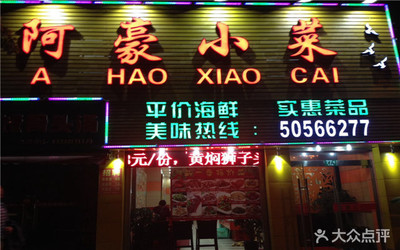 阿豪小菜
A HAO XIAO CAI
平价海鲜 实惠菜品
美味热线：50566277
元/份，黄焖狮子头
大众点评